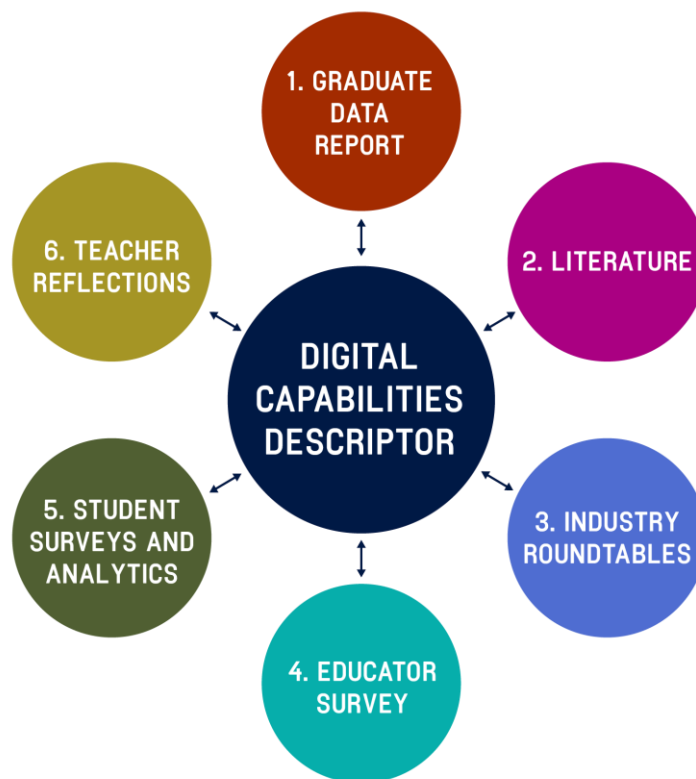 1. GRADUATE
DATA
REPORT
2. LITERATURE
3. INDUSTRY
ROUNDTABLES
4. EDUCATOR
SURVEY
5. STUDENT
SURVEYS AND
ANALYTICS
6. TEACHER
REFLECTIONS
DIGITAL
CAPABILITIES
DESCRIPTOR